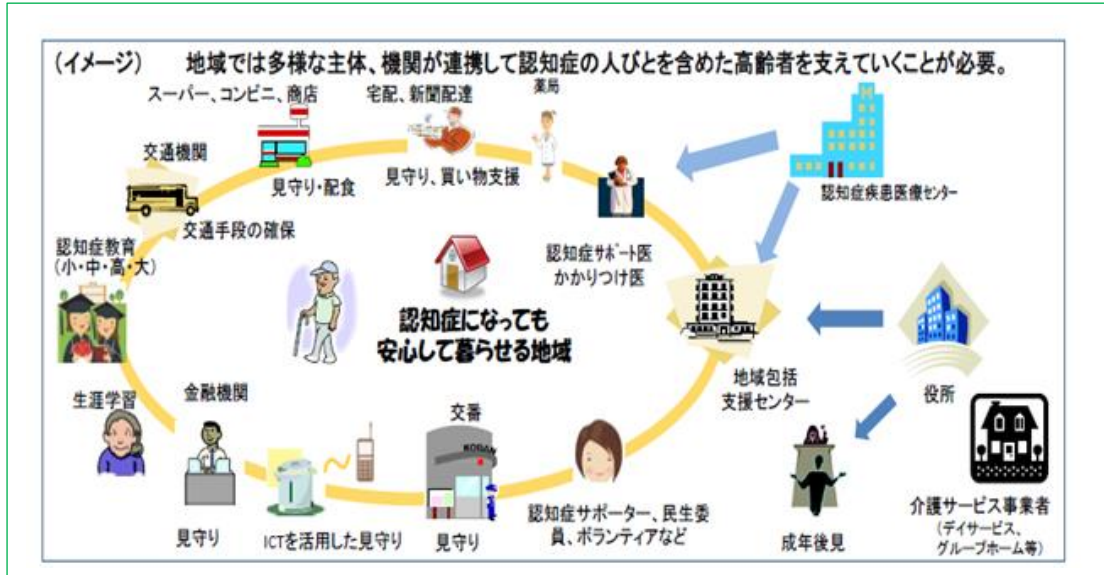 （イメージ） 地域では多様な主体、機関が連携して認知症の人びとを含めた高齢者を支えていくことが必要。
スーパー、コンビニ、商店
宅配、新聞配達
薬局
交通機関
見守り・配食
見守り、買い物支援
認知症疾患医療センター
交通手段の確保
認知症教育
（小・中・高・大）
認知症サポート医
かかりつけ医
認知症になっても
安心して暮らせる地域
生涯学習
金融機関
交番
KOBAN
地域包括
支援センター
役所
見守り
ICTを活用した見守り
見守り
認知症サポーター、民生委
員、ボランティアなど
成年後見
介護サービス事業者
（デイサービス、
グループホーム等）